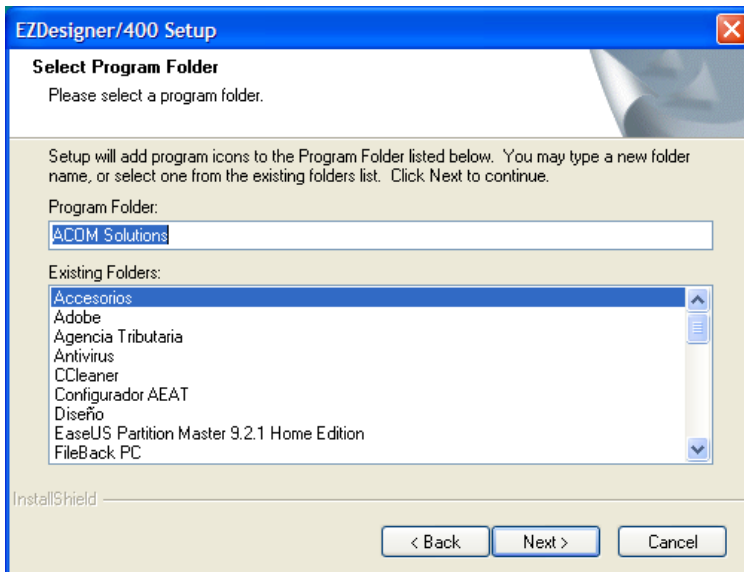 EZDesigner/400 Setup
Select Program Folder
Please select a program folder.
Setup will add program icons to the Program Folder listed below. You may type a new folder
name, or select one from the existing folders list. Click Next to continue.
Program Folder:
ACOM Solutions
Existing Folders:
Accesorios
Adobe
Agencia Tributaria
Antivirus
CCleaner
Configurador AEAT
Diseño
EaseUS Partition Master 9.2.1 Home Edition
FileBack PC
InstallShield
< Back Next > Cancel